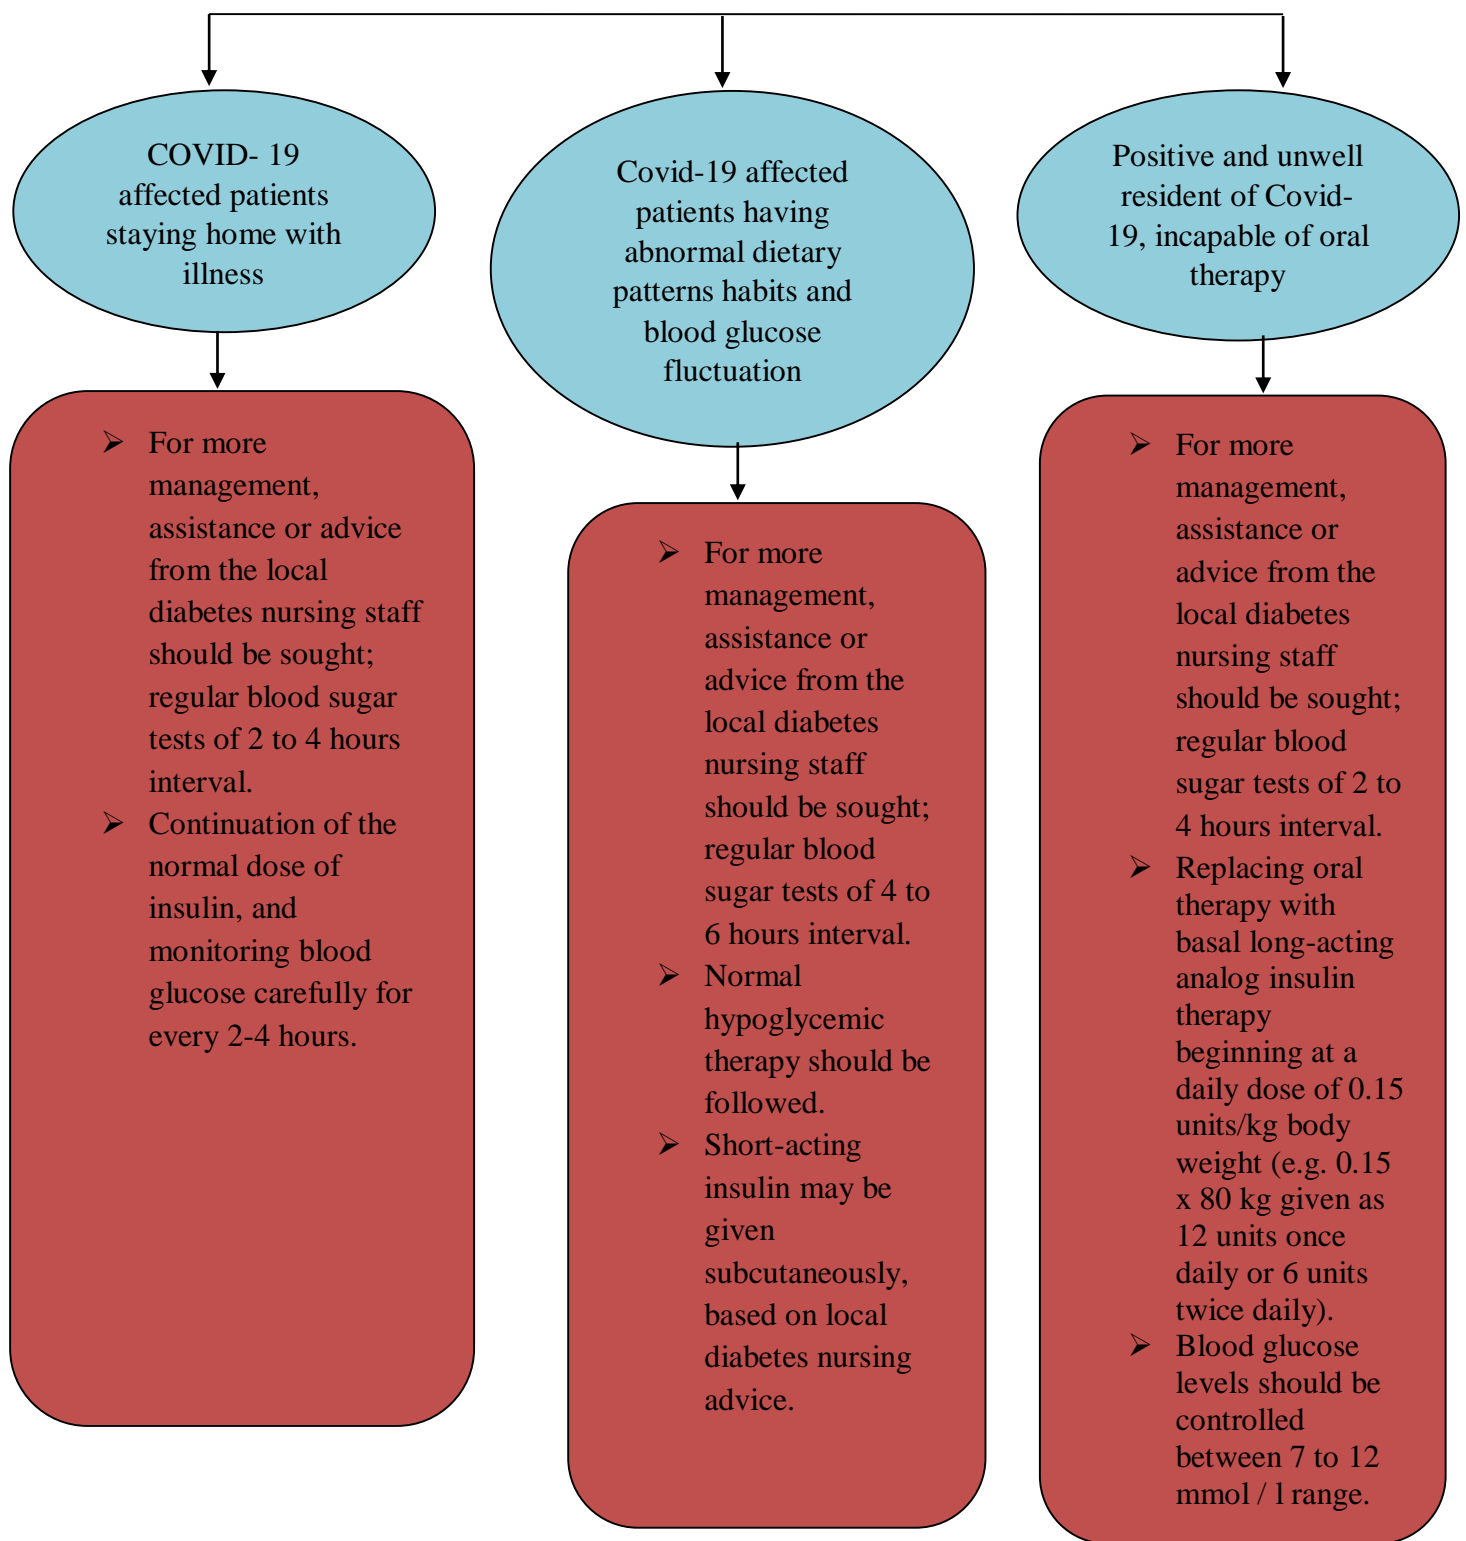 COVID- 19
affected patients
staying home with
illness
Covid-19 affected
patients having
abnormal dietary
patterns habits and
blood glucose
fluctuation
Positive and unwell
resident of Covid-
19, incapable of oral
therapy
➢ For more
management,
assistance or advice
from the local
diabetes nursing staff
should be sought;
regular blood sugar
tests of 2 to 4 hours
interval.
➢ Continuation of the
normal dose of
insulin, and
monitoring blood
glucose carefully for
every 2-4 hours.
➢ For more
management,
assistance or
advice from the
local diabetes
nursing staff
should be sought;
regular blood
sugar tests of 4 to
6 hours interval.
➢ Normal
hypoglycemic
therapy should be
followed.
➢ Short-acting
insulin may be
given
subcutaneously,
based on local
diabetes nursing
advice.
➢ For more
management,
assistance or
advice from the
local diabetes
nursing staff
should be sought;
regular blood
sugar tests of 2 to
4 hours interval.
➢ Replacing oral
therapy with
basal long-acting
analog insulin
therapy
beginning at a
daily dose of 0.15
units/kg body
weight (e.g. 0.15
x 80 kg given as
12 units once
daily or 6 units
twice daily).
➢ Blood glucose
levels should be
controlled
between 7 to 12
mmol / l range.